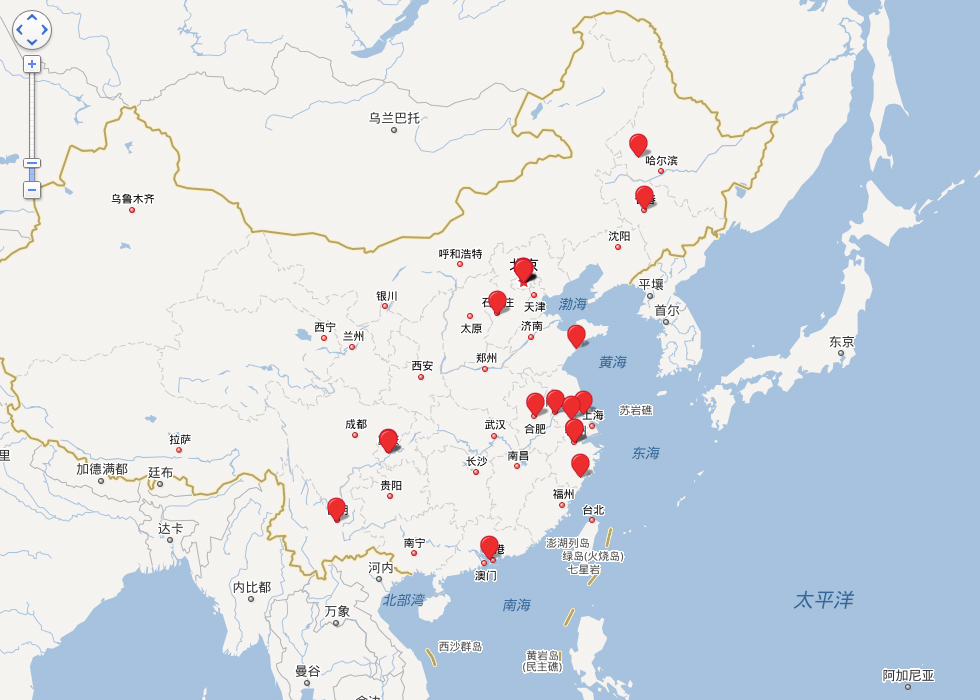 乌兰巴托
哈尔滨
乌鲁木齐
沈阳
呼和浩特
北京
平壤
银川
石家庄
天津
渤海
首尔
西宁
兰州
太原
济南
东京
西安
郑州
黄海
苏岩礁
上海
成都
武汉
合肥
拉萨
东海
里
加德满都
廷布
长沙
南昌
贵阳
福州
台北
达卡
南宁
澎湖列岛
绿岛(火烧岛)
七星岩
河内
澳门
内比都
北部湾
南海
太平洋
万象
西沙群岛
黄岩岛
(民主礁)
曼谷
阿加尼亚